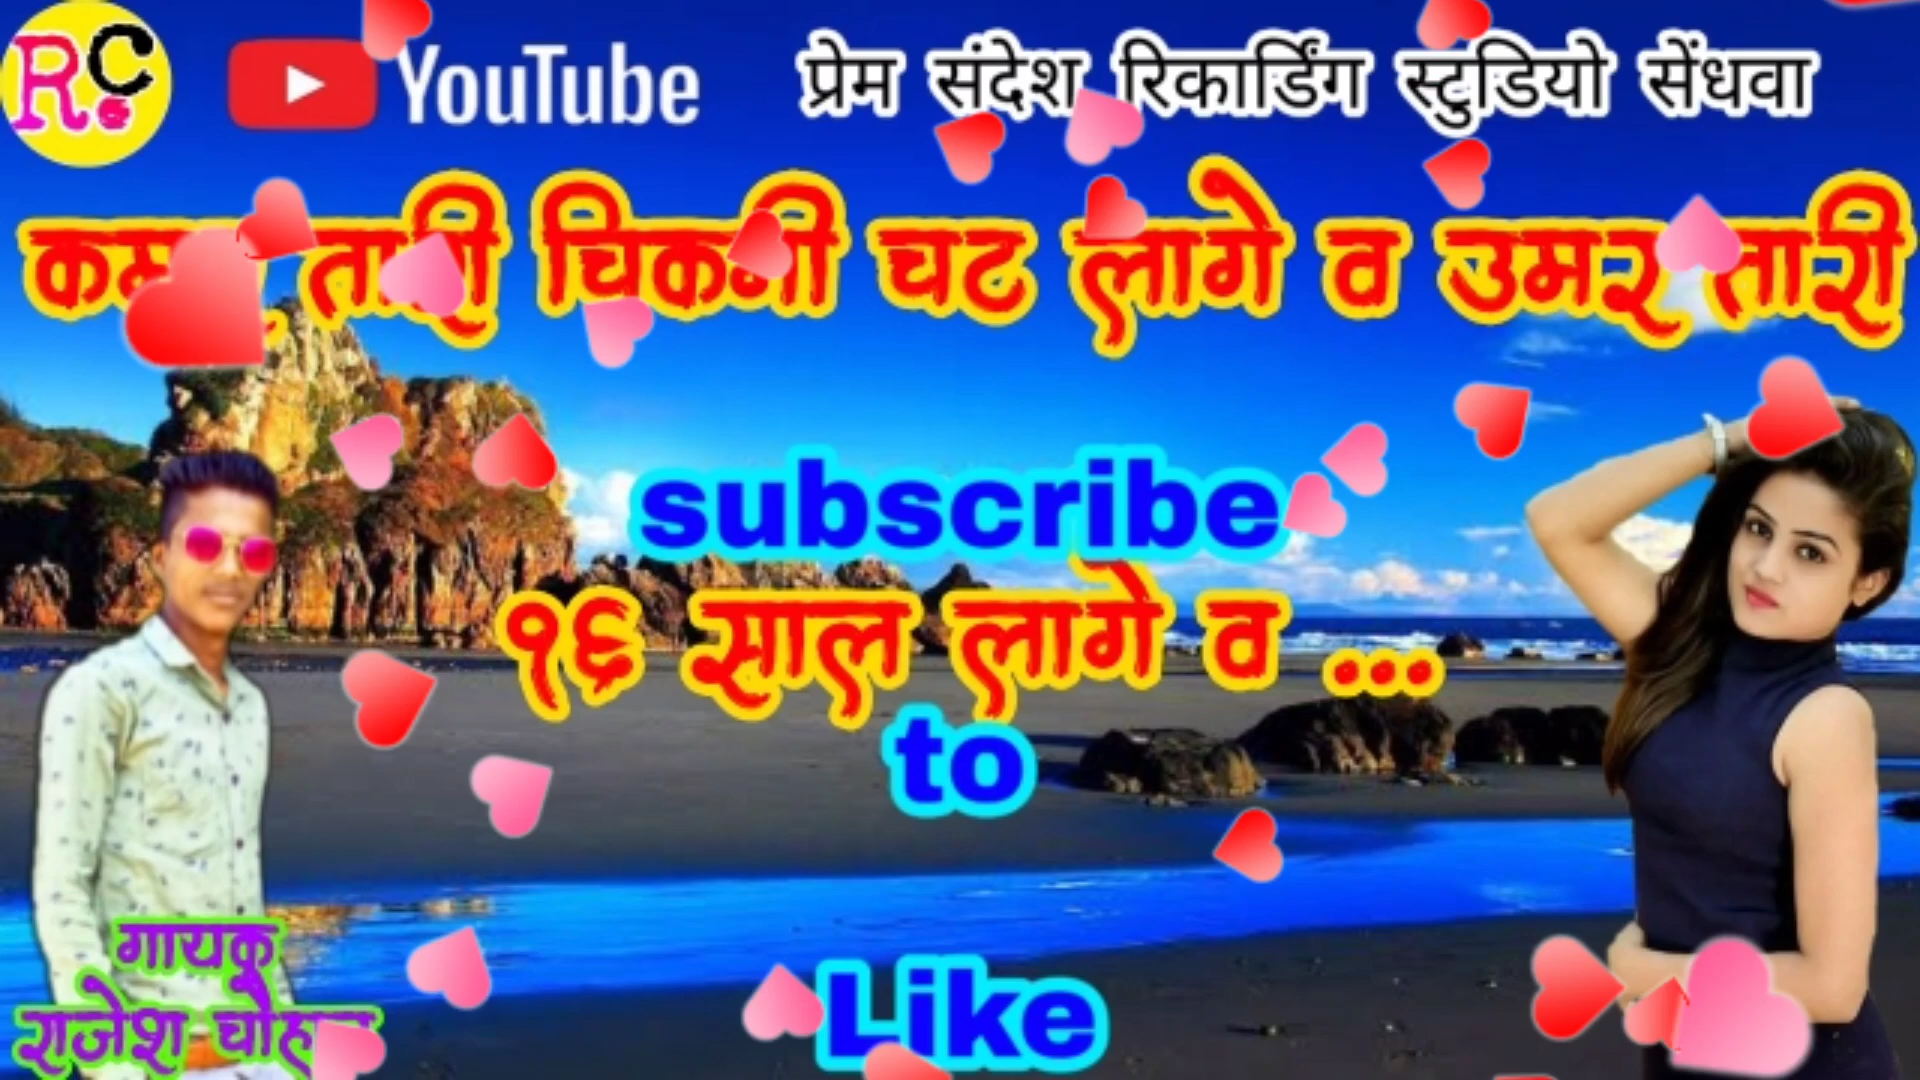 RC
YouTube प्रेम संदेश रिकार्डिंग स्टुडियो सेंधवा
चिकनी चट लागे व उमर तारी
subscribe
१६ साल लागे व ...
to
गायक
राजेश चौहान
Like